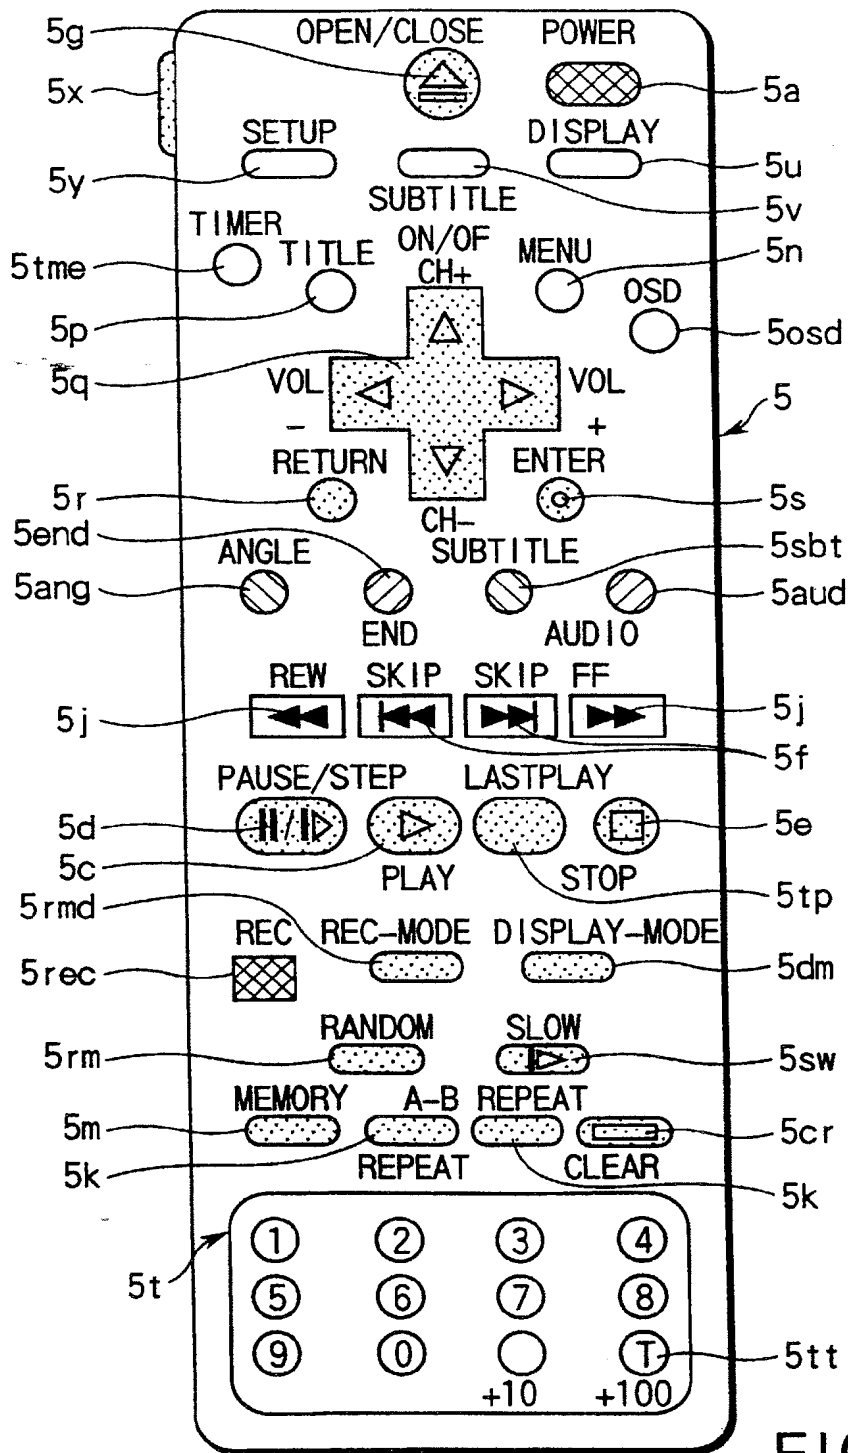 5g OPEN/CLOSE POWER
5x 5a
SETUP DISPLAY
5y 5u
SUBTITLE 5v
TIMER ON/OF
TITLE CH+ MENU 5n
5tme OSD
5p 5osd
5q VOL VOL
- + 5
RETURN ENTER
5r 5s
CH-
5end ANGLE SUBTITLE 5sbt
5ang 5aud
END AUDIO
REW SKIP SKIP FF
5j 5j
5f
PAUSE/STEP LASTPLAY
5d 5e
5c PLAY STOP
5tp
5rmd
REC REC-MODE DISPLAY-MODE
5rec 5dm
RANDOM SLOW
5rm 5sw
MEMORY A-B REPEAT
5m 5cr
5k REPEAT CLEAR
5k
1 2 3 4
5t 5 6 7 8
9 0 T 5tt
+10 +100